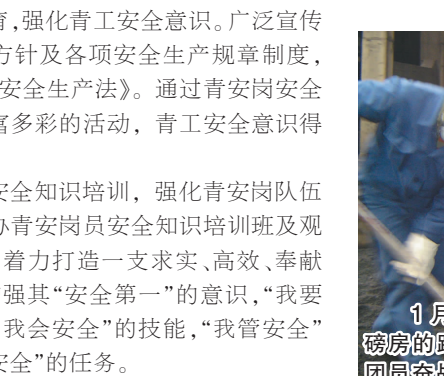 育,强化青工安全意识。广泛宣传
方针及各项安全生产规章制度,
安全生产法》。通过青安岗安全
富多彩的活动, 青工安全意识得
安全知识培训, 强化青安岗队伍
办青安岗员安全知识培训班及观
着力打造一支求实、高效、奉献
强其“安全第一”的意识,“我要
我会安全”的技能,“我管安全”
安全”的任务。
1 月
磅房的路
团员奋战